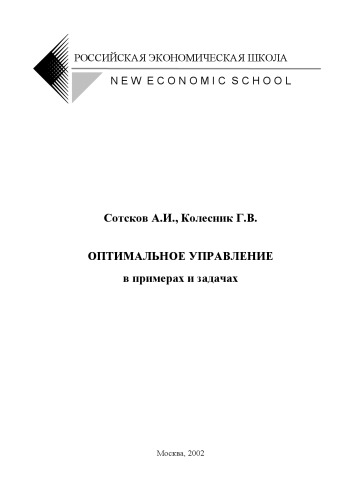 РОССИЙСКАЯ ЭКОНОМИЧЕСКАЯ ШКОЛА
NEW ECONOMIC SCHOOL
Сотсков А.И., Колесник Г.В.
ОПТИМАЛЬНОЕ УПРАВЛЕНИЕ
в примерах и задачах
Москва, 2002